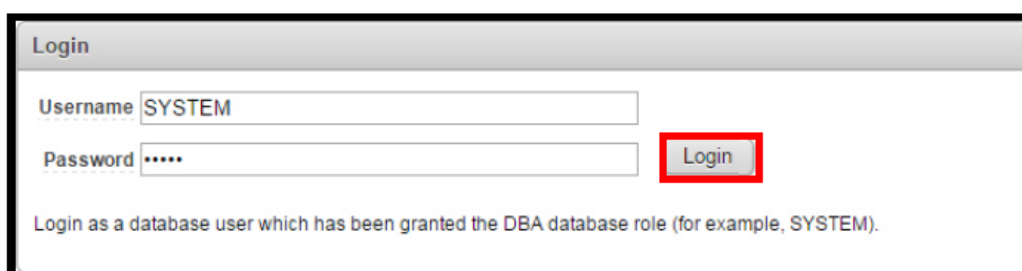 Login
Username SYSTEM
Password ••••• Login
Login as a database user which has been granted the DBA database role (for example, SYSTEM).